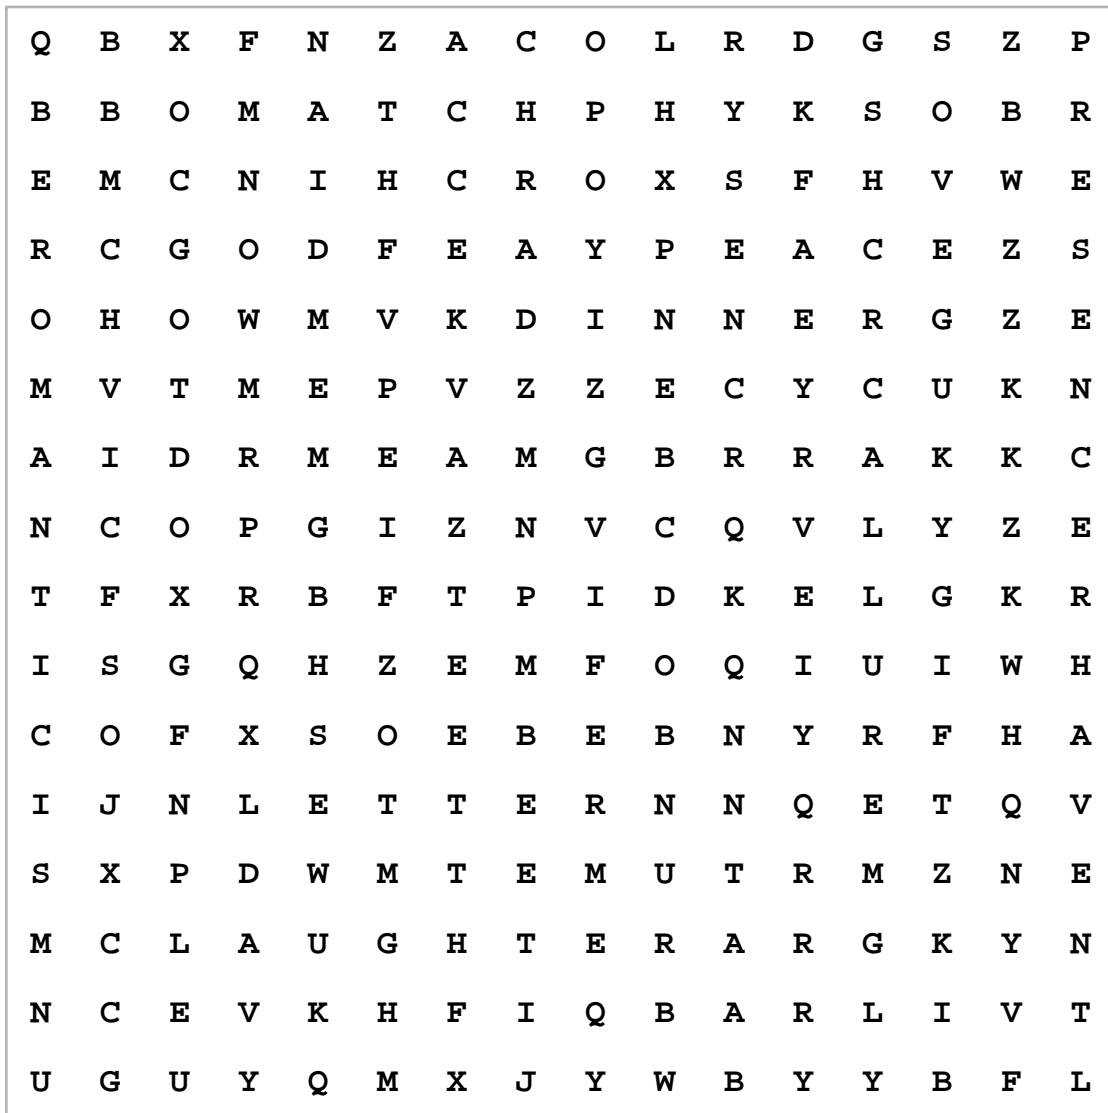 Q B X F N Z A C O L R D G S Z P
B B O M A T C H P H Y K S O B R
E M C N I H C R O X S F H V W E
R C G O D F E A Y P E A C E Z S
O H O W M V K D I N N E R G Z E
M V T M E P V Z Z E C Y C U K N
A I D R M E A M G B R R A K K C
N C O P G I Z N V C Q V L Y Z E
T F X R B F T P I D K E L G K R
I S G Q H Z E M F O Q I U I W H
C O F X S O E B E B N Y R F H A
I J N L E T T E R N N Q E T Q V
S X P D W M T E M U T R M Z N E
M C L A U G H T E R A R G K Y N
N C E V K H F I Q B A R L I V T
U G U Y Q M X J Y W B Y Y B F L